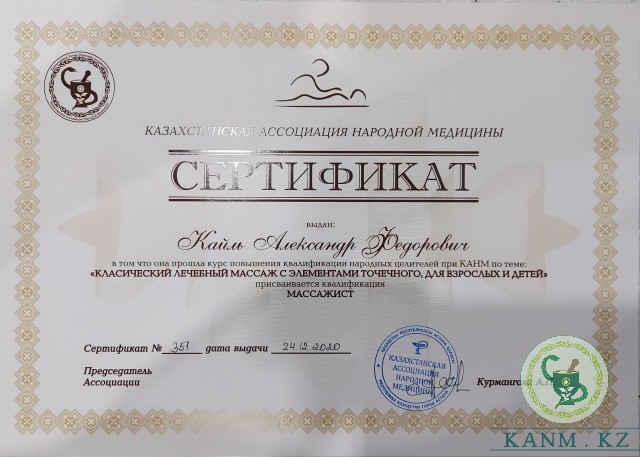 КАЗАХСТАНСКАЯ АССОЦИАЦИЯ НАРОДНОЙ МЕДИЦИНЫ
СЕРТИФИКАТ
выдан:
Кайль Александр Федорович
в том что она прошла курс повышения квалификации народных целителей при КАНМ по теме:
«КЛАСИЧЕСКИЙ ЛЕЧЕБНЫЙ МАССАЖ С ЭЛЕМЕНТАМИ ТОЧЕЧНОГО, ДЛЯ ВЗРОСЛЫХ И ДЕТЕЙ»
присваивается квалификация
МАССАЖИСТ
Сертификат № 351 дата выдачи 24.12.2020
Председатель
Ассоциации
КАЗАХСТАНСКАЯ
АССОЦИАЦИЯ
НАРОДНОЙ
МЕДИЦИНЫ
KANM.KZ